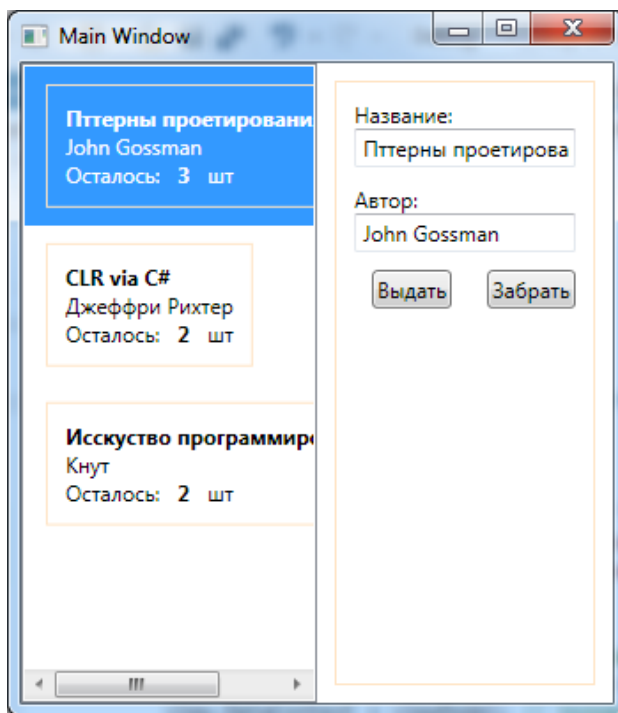 Main Window
Пттерны проетировани
John Gossman
Осталось: 3 шт
CLR via C#
Джеффри Рихтер
Осталось: 2 шт
Исскуство программиро
Кнут
Осталось: 2 шт
Название:
Пттерны проетирова
Автор:
John Gossman
Выдать Забрать